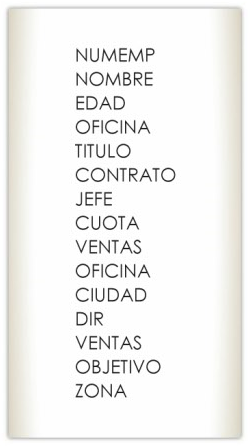 NUMEMP
NOMBRE
EDAD
OFICINA
TITULO
CONTRATO
JEFE
CUOTA
VENTAS
OFICINA
CIUDAD
DIR
VENTAS
OBJETIVO
ZONA